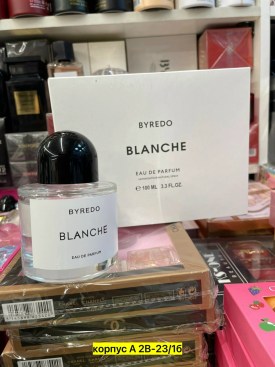 BYREDO
BLANCHE
EAU DE PARFUM
100 ML 3.3 FL.OZ.
BYREDO
BLANCHE
EAU DE PARFUM
корпус А 2В-23/16